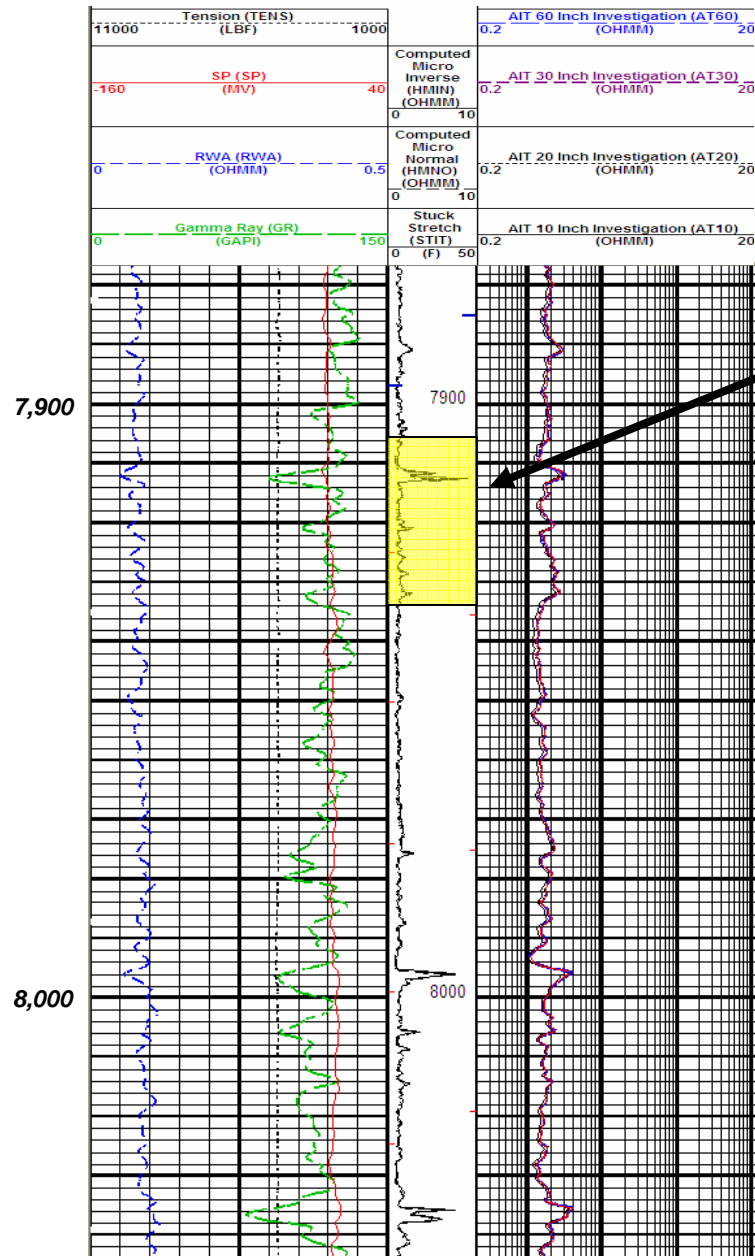 Tension (TENS)
11000 (LBF) 1000
SP (SP)
-160 (MV) 40
RWA (RWA)
0 (OHMM) 0.5
Gamma Ray (GR)
0 (GAPI) 150
Computed
Micro
Inverse
(HMIN)
(OHMM)
0 10
Computed
Micro
Normal
(HMNO)
(OHMM)
0 10
Stuck
Stretch
(STIT)
0 (F) 50
AIT 60 Inch Investigation (AT60)
0.2 (OHMM) 20
AIT 30 Inch Investigation (AT30)
0.2 (OHMM) 20
AIT 20 Inch Investigation (AT20)
0.2 (OHMM) 20
AIT 10 Inch Investigation (AT10)
0.2 (OHMM) 20
7,900
7900
8,000
8000